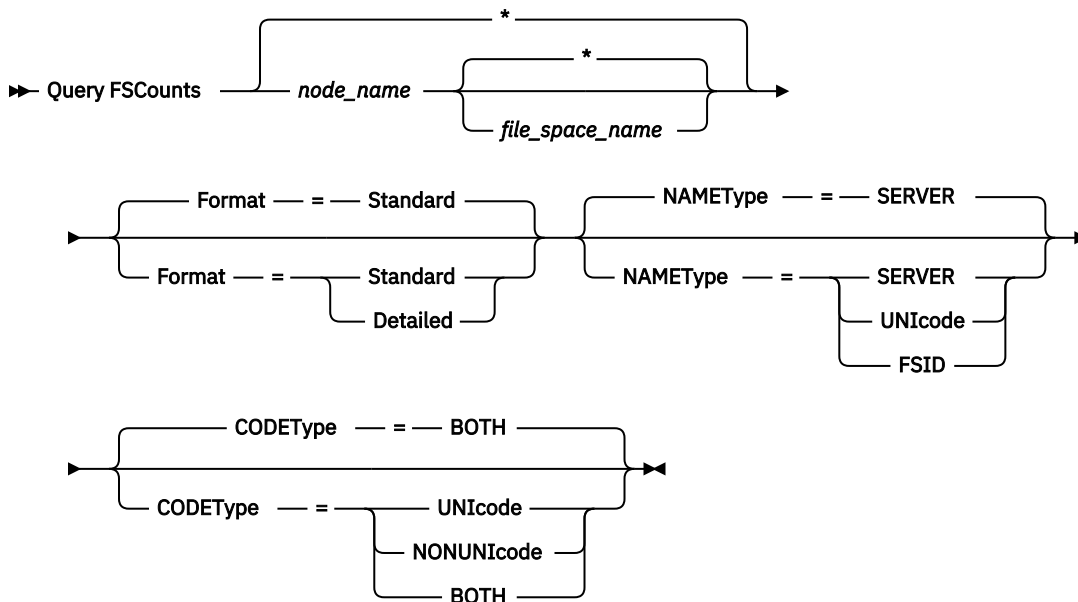 *
*
Query FSCounts node_name
file_space_name
Format = Standard NAMEType = SERVER
Format = Standard NAMEType = SERVER
Detailed UNIcode
FSID
CODEType = BOTH
CODEType = UNIcode
NONUNIcode
BOTH